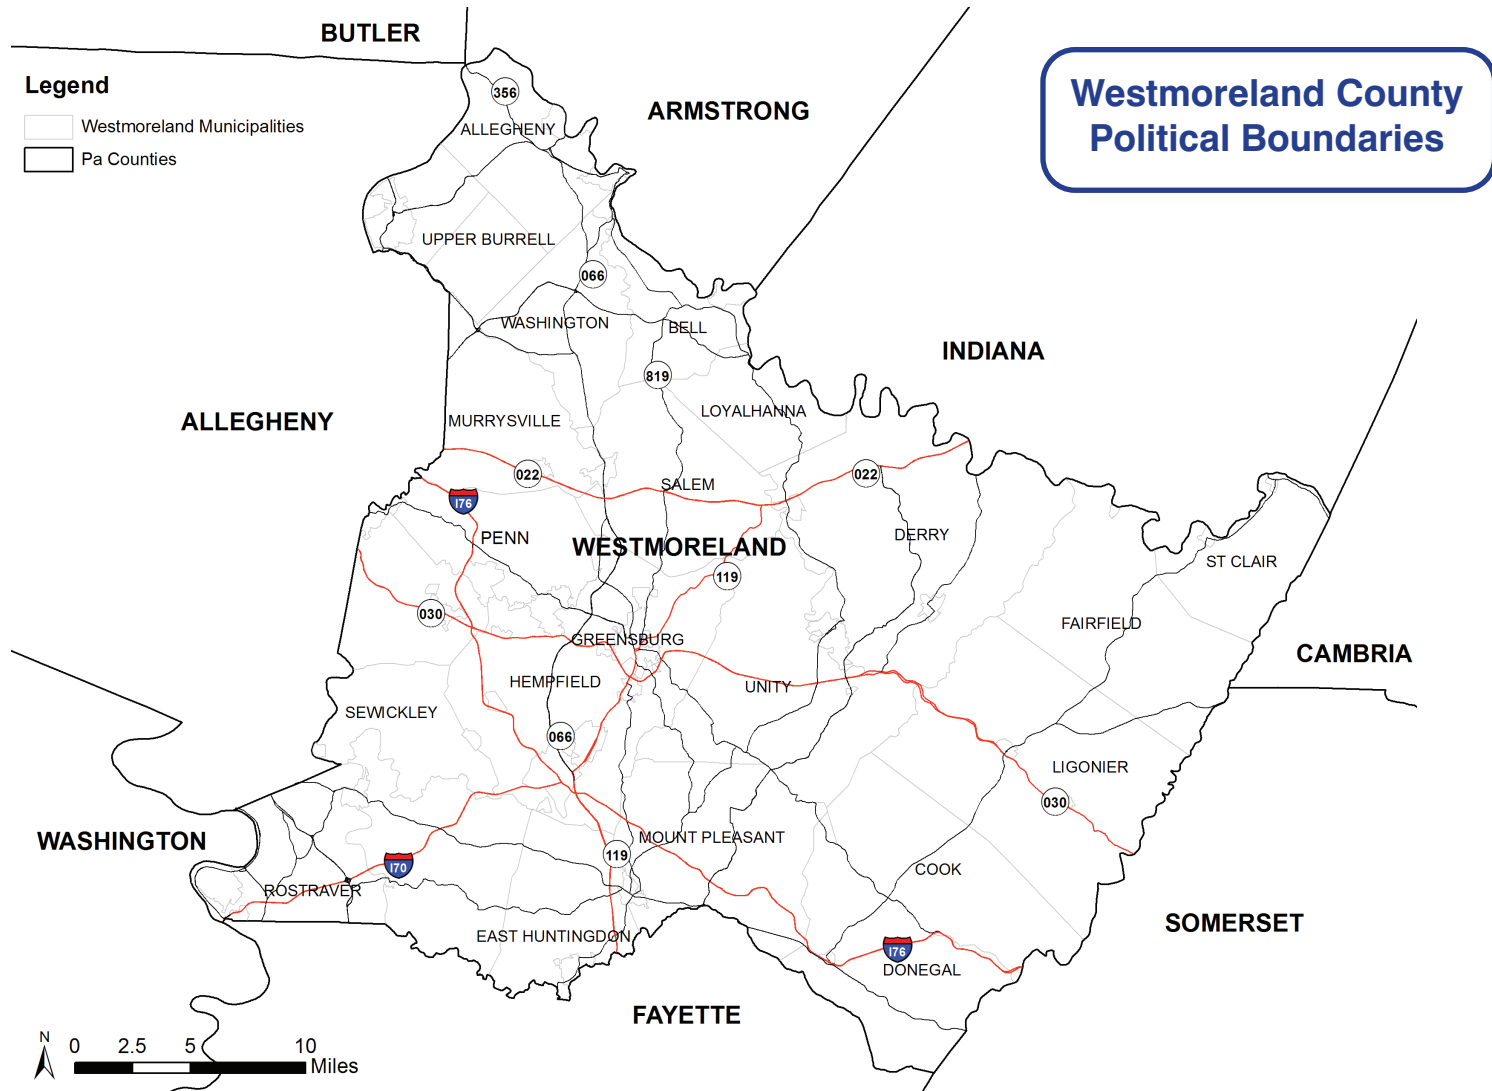 BUTLER
Legend
Westmoreland Municipalities
Pa Counties
Westmoreland County
Political Boundaries
356
ALLEGHENY
ARMSTRONG
UPPER BURRELL
066
WASHINGTON
BELL
INDIANA
819
ALLEGHENY
MURRYSVILLE
LOYALHANNA
022
022
SALEM
I76
PENN
WESTMORELAND
DERRY
ST CLAIR
119
030
GREENSBURG
FAIRFIELD
CAMBRIA
HEMPFIELD
UNITY
SEWICKLEY
066
LIGONIER
030
WASHINGTON
MOUNT PLEASANT
119
I70
COOK
ROSTRAVER
SOMERSET
EAST HUNTINGDON
I76
DONEGAL
FAYETTE
N
0 2.5 5 10
Miles